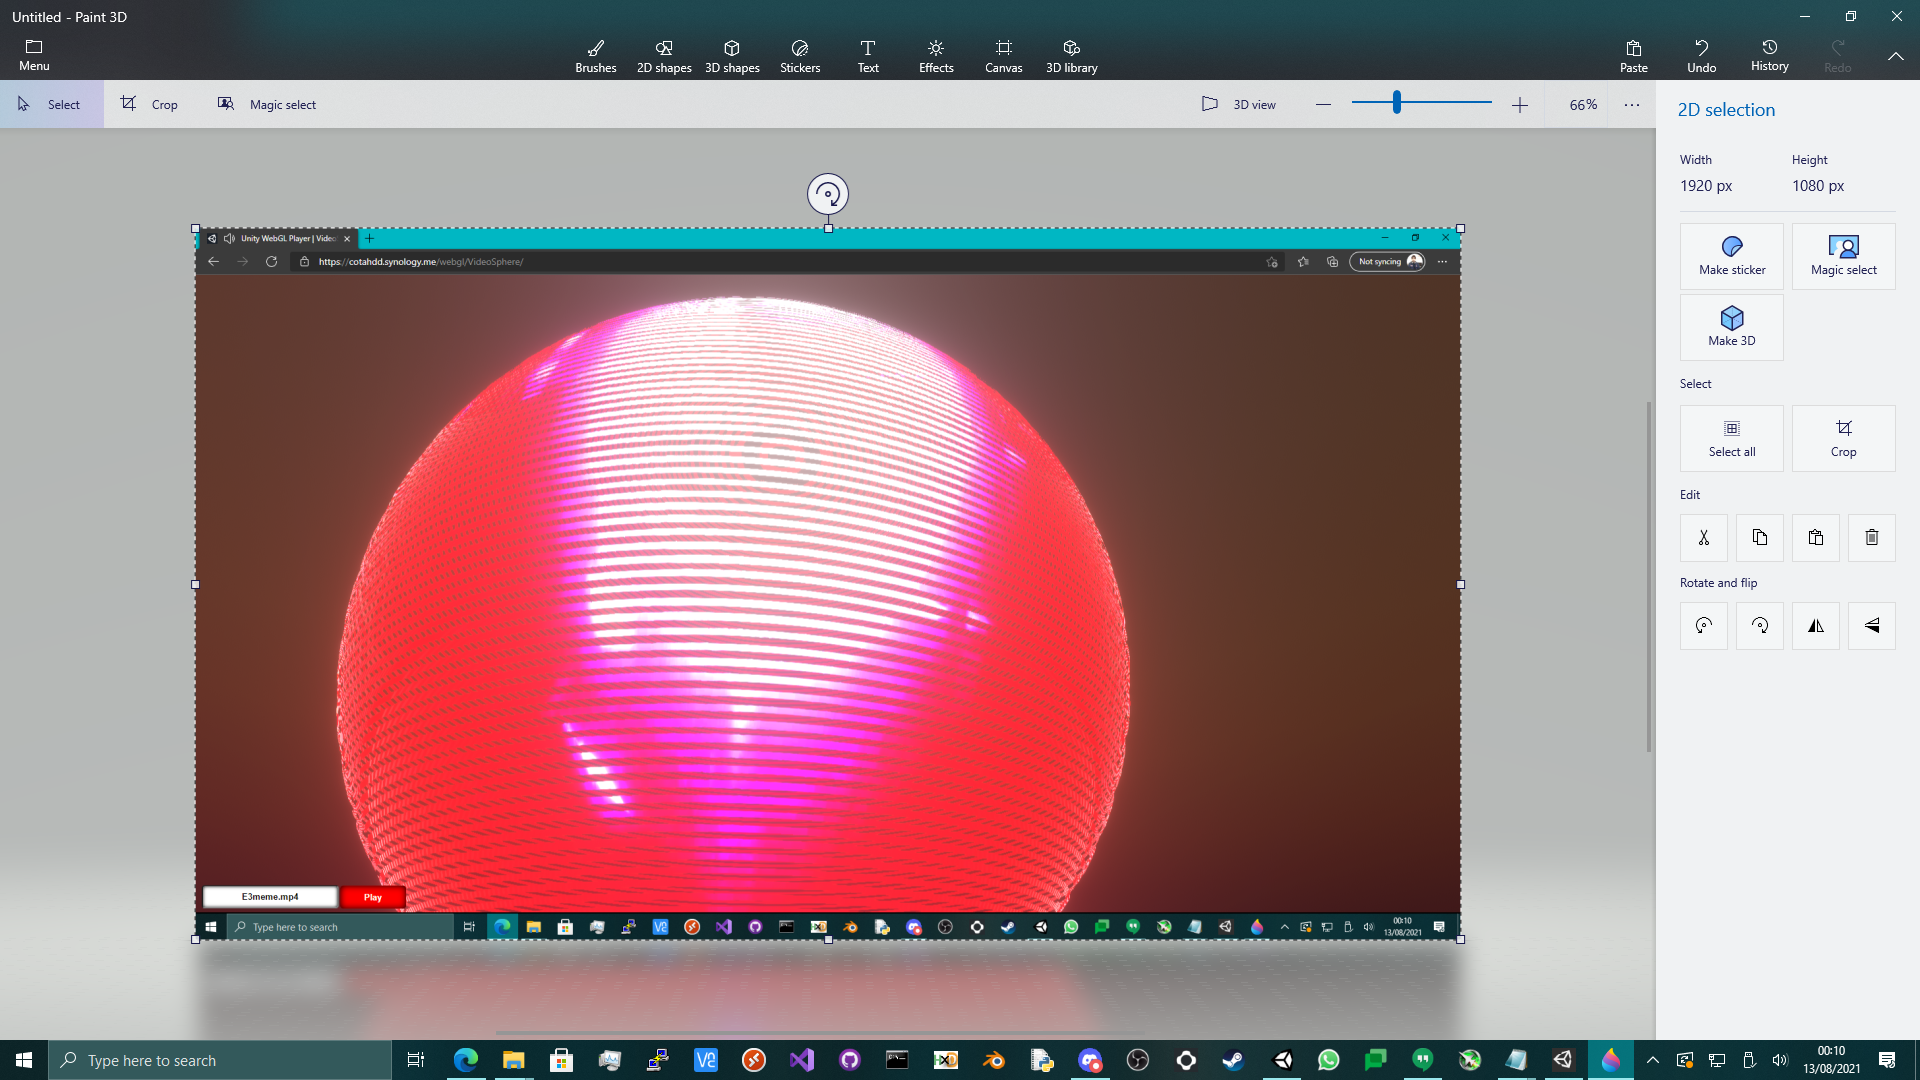 Untitled - Paint 3D
Menu
Brushes
2D shapes
3D shapes
Stickers
Text
Effects
Canvas
3D library
Paste
Undo
History
Redo
Select
Crop
Magic select
3D view
66%
2D selection
Width
Height
1920 px
1080 px
Make sticker
Magic select
Make 3D
Select
Select all
Crop
Edit
Rotate and flip
Unity WebGL Player | Video
https://cotahdd.synology.me/webgl/VideoSphere/
Not syncing
E3meme.mp4
Play
Type here to search
00:10
13/08/2021
Type here to search
00:10
13/08/2021